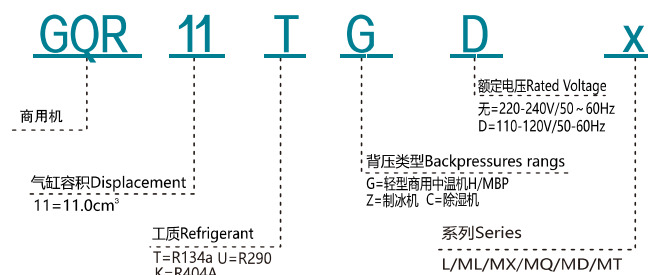 GQR 11 T G D x
额定电压Rated Voltage
无=220-240V/50～60Hz
D=110-120V/50-60Hz
商用机
背压类型Backpressures rangs
G=轻型商用中温机H/MBP
Z=制冰机 C=除湿机
气缸容积Displacement
11=11.0cm³
工质Refrigerant
T=R134a U=R290
K=R404A
系列Series
L/ML/MX/MQ/MD/MT